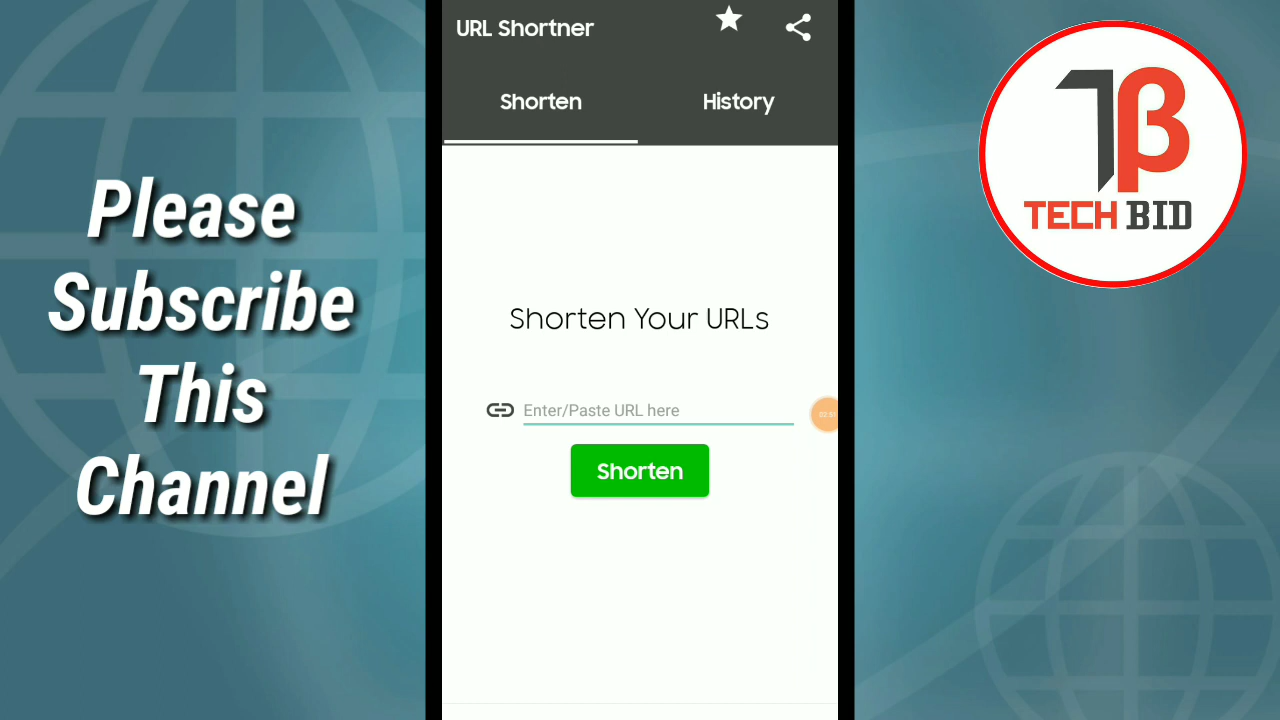 Please
Subscribe
This
Channel
URL Shortner
Shorten
History
Shorten Your URLs
Enter/Paste URL here
Shorten
TECH BID